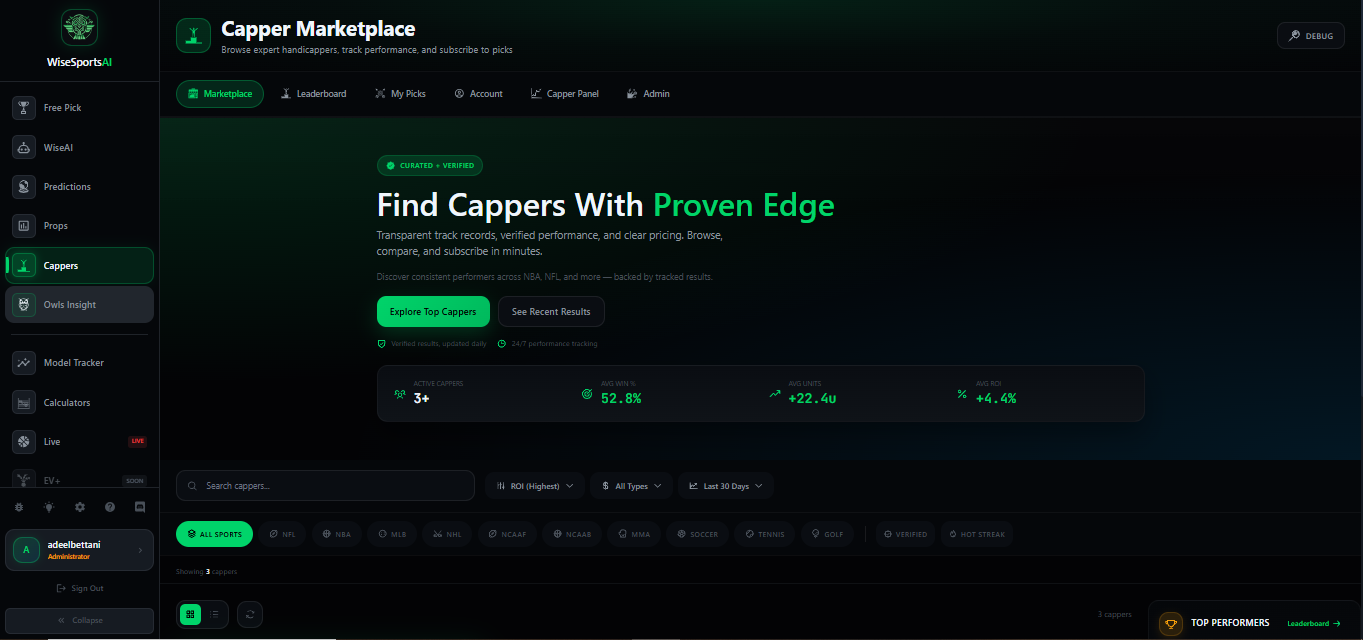 WiseSportsAI
Free Pick
WiseAI
Predictions
Props
Cappers
Owls Insight
Model Tracker
Calculators
Live
LIVE
EV+
SOON
A
adeelbettani
Administrator
Sign Out
Collapse
Capper Marketplace
Browse expert handicappers, track performance, and subscribe to picks
DEBUG
Marketplace
Leaderboard
My Picks
Account
Capper Panel
Admin
CURATED + VERIFIED
Find Cappers With Proven Edge
Transparent track records, verified performance, and clear pricing. Browse,
compare, and subscribe in minutes.
Discover consistent performers across NBA, NFL, and more — backed by tracked results.
Explore Top Cappers
See Recent Results
Verified results, updated daily
24/7 performance tracking
ACTIVE CAPPERS
3+
AVG WIN %
52.8%
AVG UNITS
+22.4u
AVG ROI
+4.4%
Search cappers...
ROI (Highest)
All Types
Last 30 Days
ALL SPORTS
NFL
NBA
MLB
NHL
NCAAF
NCAAB
MMA
SOCCER
TENNIS
GOLF
VERIFIED
HOT STREAK
Showing 3 cappers
3 cappers
TOP PERFORMERS
Leaderboard →